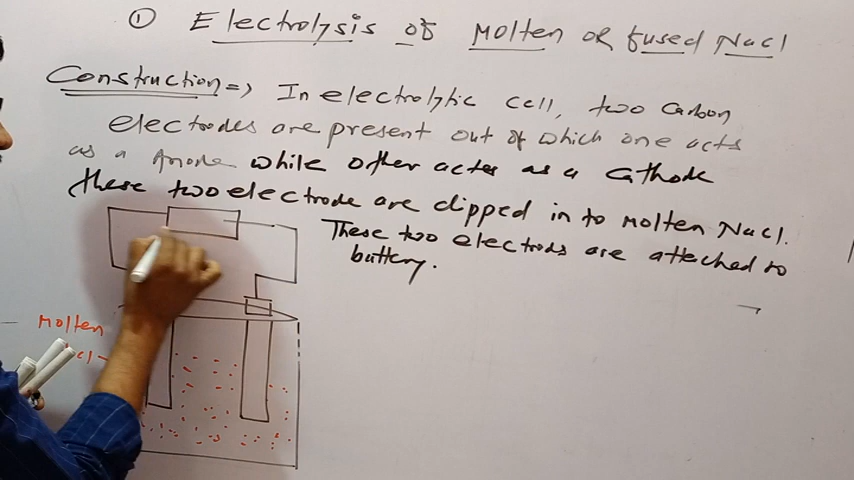 ① Electrolysis of Molten or fused Nacl
Construction => In electrolytic cell, two Carbon
electrodes are present out of which one acts
as a Anode while other actes as a Cathode
these two electrode are dipped in to Molten Nacl.
These two electrods are attached to
buttery.
Molten
cl